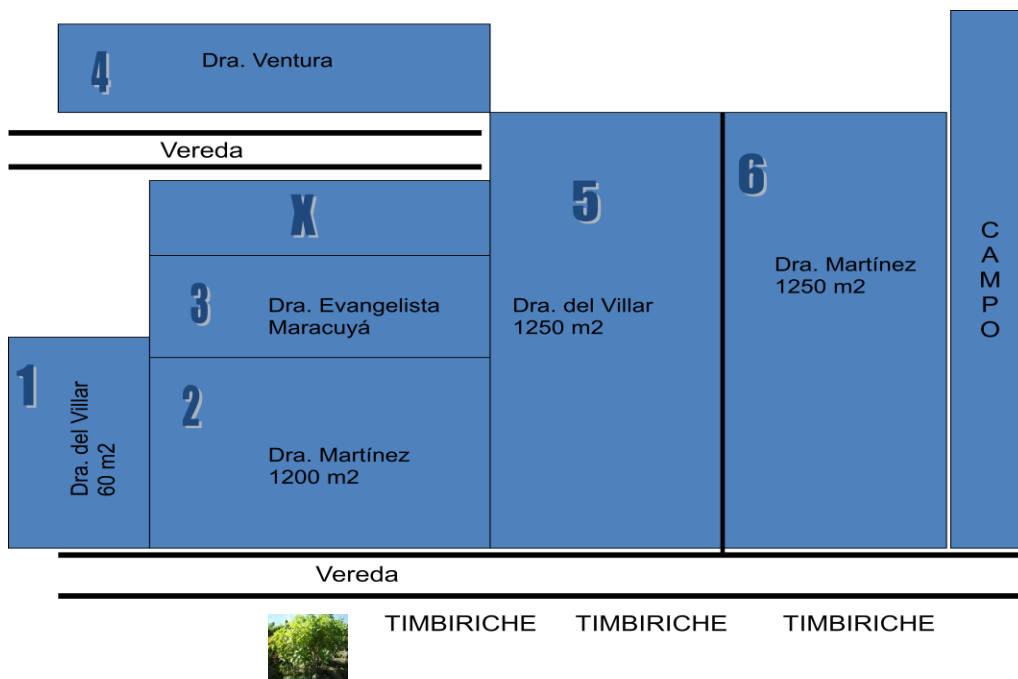 4
Dra. Ventura
Vereda
X
5
6
Dra. Martínez
1250 m2
CAMPO
3
Dra. Evangelista
Maracuyá
Dra. del Villar
1250 m2
1
Dra. del Villar
60 m2
2
Dra. Martínez
1200 m2
Vereda
TIMBIRICHE TIMBIRICHE TIMBIRICHE